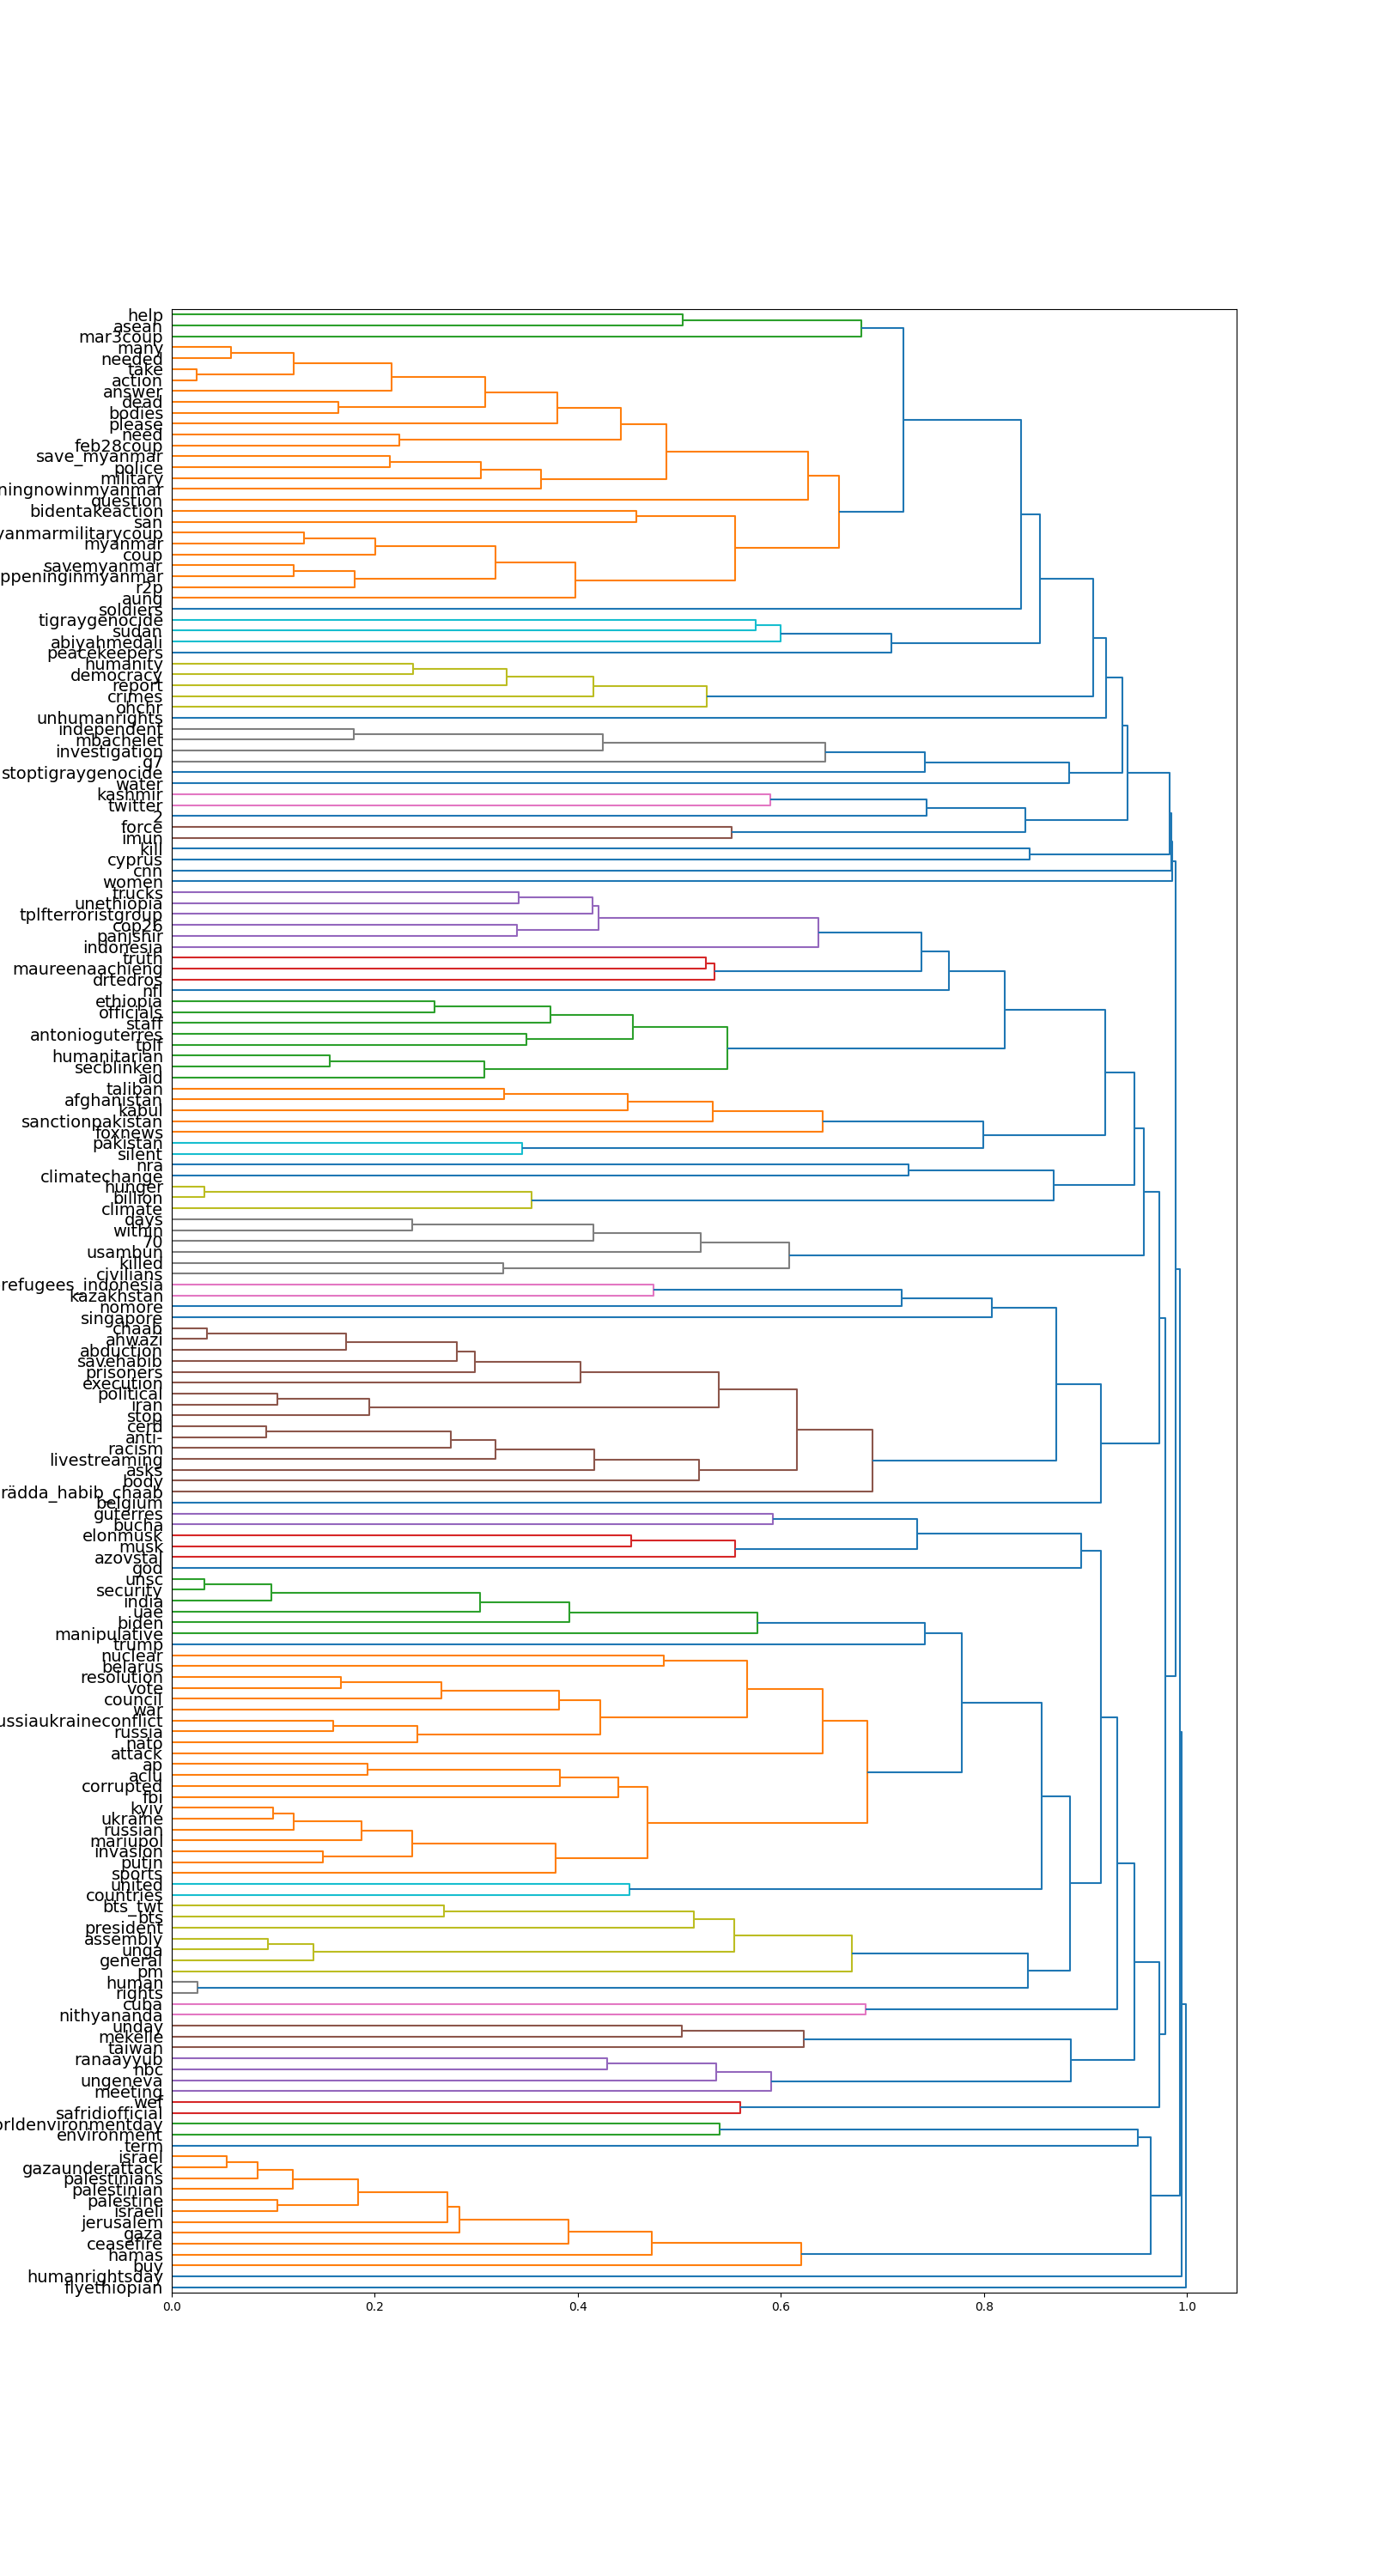 help
asean
mar3coup
many
needed
take
action
answer
dead
bodies
please
need
feb28coup
save_myanmar
police
military
ningnowinmyanmar
question
bidentakeaction
san
yanmarmilitarycoup
myanmar
coup
savemyanmar
ppeninginmyanmar
r2p
aung
soldiers
tigraygenocide
sudan
abiyahmedali
peacekeepers
humanity
democracy
report
crimes
ohchr
unhumanrights
independent
mbachelet
investigation
g7
stoptigraygenocide
water
kashmir
twitter
2
force
imun
kill
cyprus
cnn
women
trucks
unethiopia
tplfterroristgroup
cop26
panjshir
indonesia
truth
maureenaachieng
drtedros
nfl
ethiopia
officials
staff
antonioguterres
tplf
humanitarian
secblinken
aid
taliban
afghanistan
kabul
sanctionpakistan
foxnews
pakistan
silent
nra
climatechange
hunger
billion
climate
days
within
70
usambun
killed
civilians
refugees_indonesia
kazakhstan
nomore
singapore
chaab
ahwazi
abduction
savehabib
prisoners
execution
political
iran
stop
cerd
anti-
racism
livestreaming
asks
body
rädda_habib_chaab
belgium
guterres
bucha
elonmusk
musk
azovstal
god
unsc
security
india
uae
biden
manipulative
trump
nuclear
belarus
resolution
vote
council
war
ussiaukraineconflict
russia
nato
attack
ap
aclu
corrupted
fbi
kyiv
ukraine
russian
mariupol
invasion
putin
sports
united
countries
bts_twt
bts
president
assembly
unga
general
pm
human
rights
cuba
nithyananda
unday
mekelle
taiwan
ranaayyub
nbc
ungeneva
meeting
wef
safridiofficial
orldenvironmentday
environment
term
israel
gazaunderattack
palestinians
palestinian
palestine
israeli
jerusalem
gaza
ceasefire
hamas
buy
humanrightsday
flyethiopian
0.0 0.2 0.4 0.6 0.8 1.0